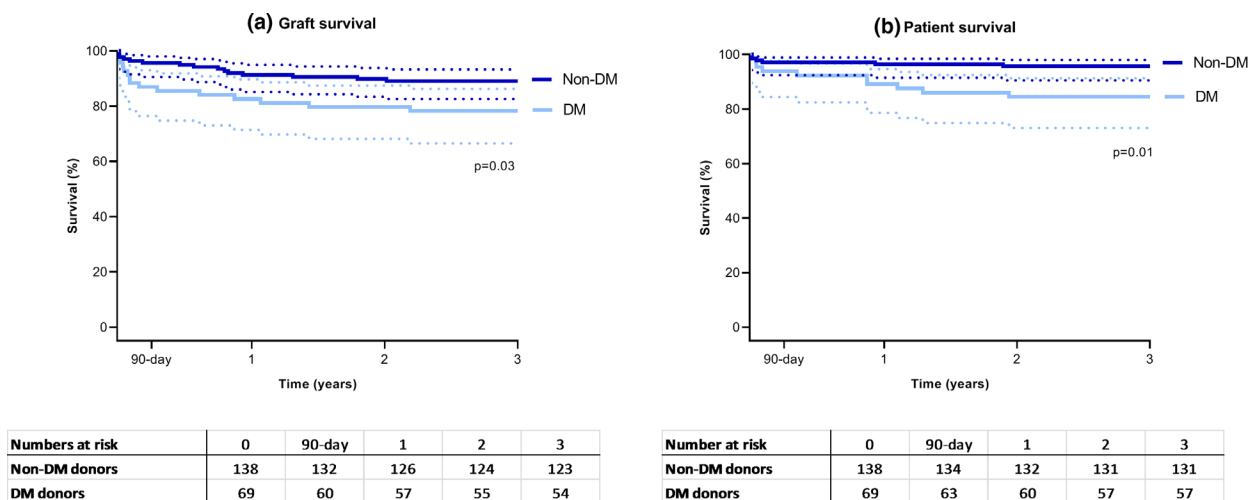 (a) Graft survival
100
80
60
40
20
0
Survival (%)
Non-DM
DM
p=0.03
90-day 1 2 3
Time (years)
Numbers at risk 0 90-day 1 2 3
Non-DM donors 138 132 126 124 123
DM donors 69 60 57 55 54
(b) Patient survival
100
80
60
40
20
0
Survival (%)
Non-DM
DM
p=0.01
90-day 1 2 3
Time (years)
Number at risk 0 90-day 1 2 3
Non-DM donors 138 134 132 131 131
DM donors 69 63 60 57 57